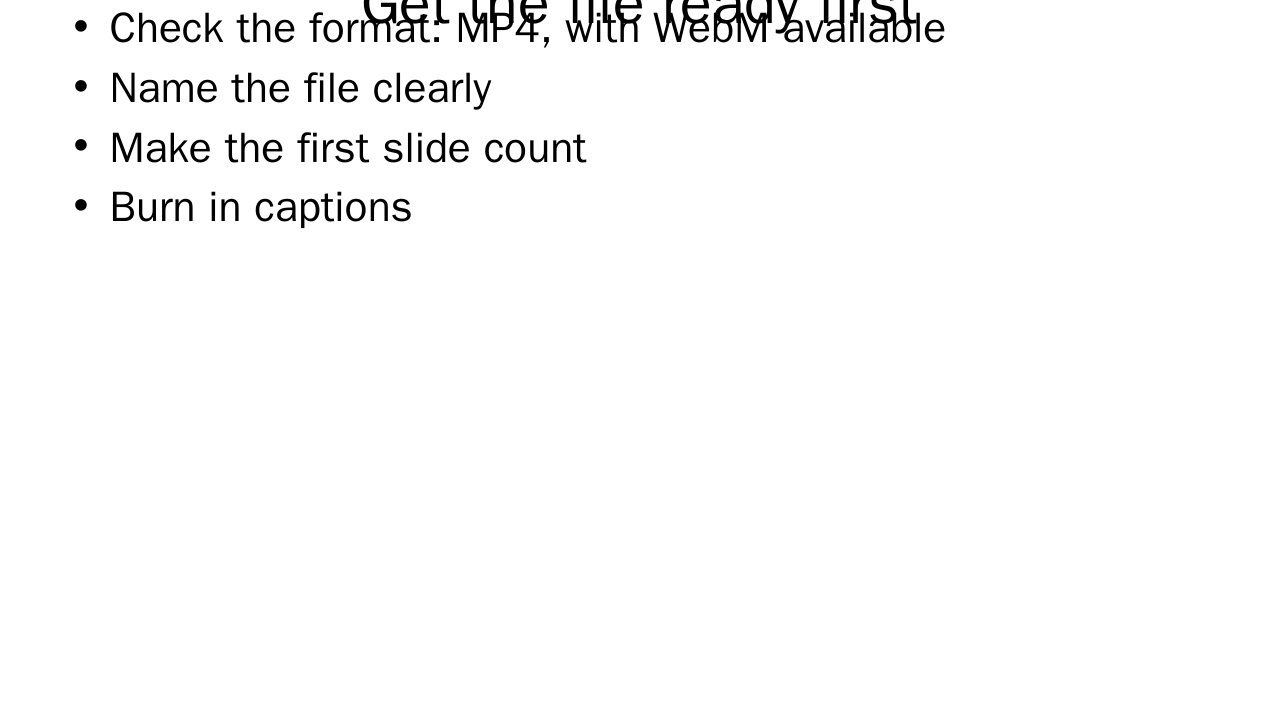 Get the file ready first
• Check the format: MP4, with WebM available
• Name the file clearly
• Make the first slide count
• Burn in captions